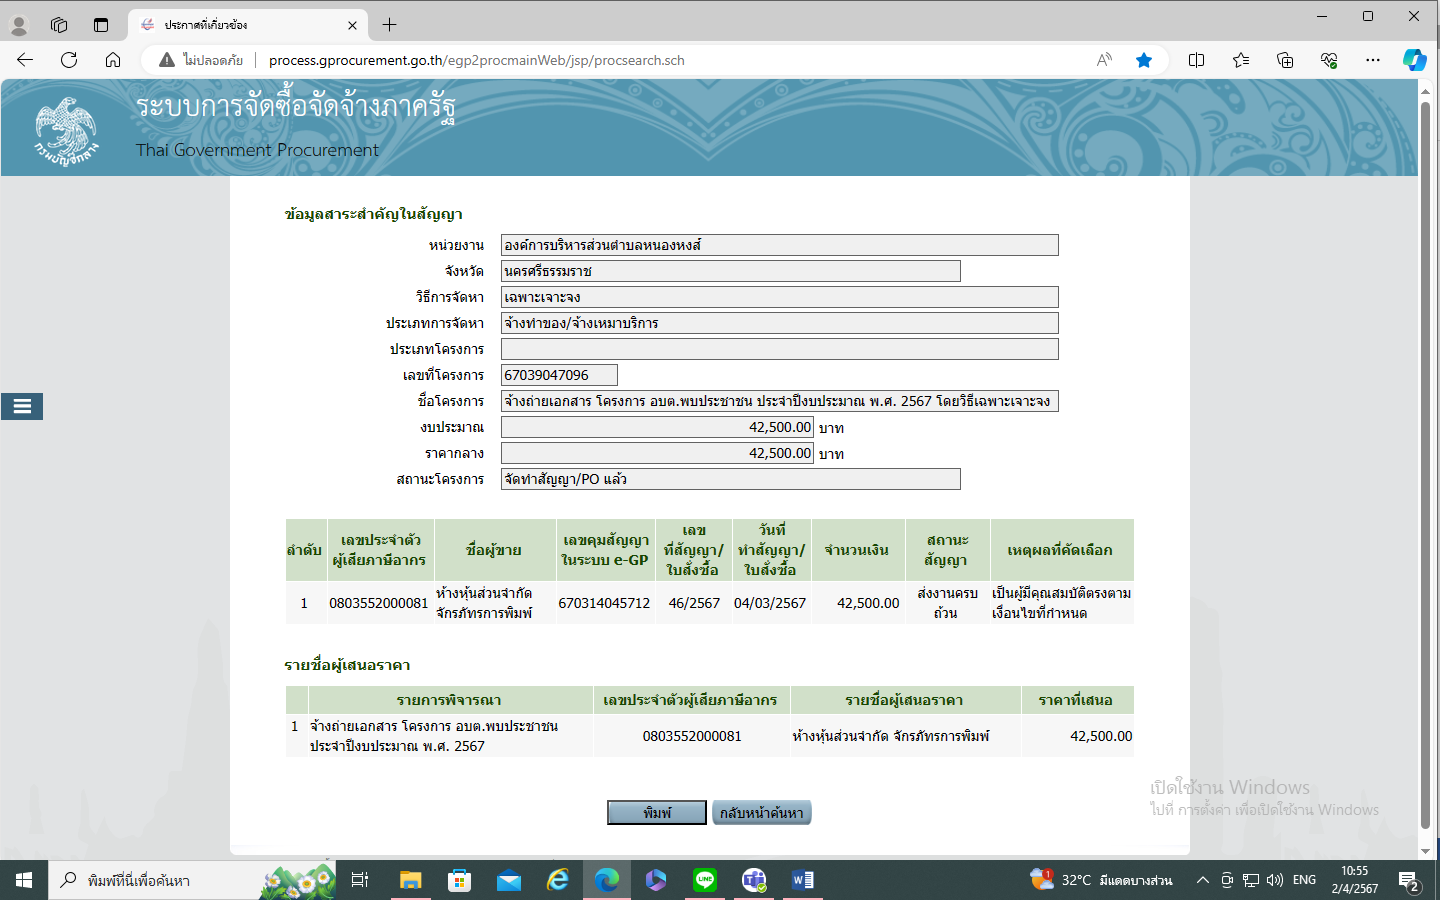 ประกาศที่เกี่ยวข้อง
ไม่ปลอดภัย
process.gprocurement.go.th/egp2procmainWeb/jsp/procsearch.sch
ระบบการจัดซื้อจัดจ้างภาครัฐ
Thai Government Procurement
กรมบัญชีกลาง
ข้อมูลสาระสำคัญในสัญญา
หน่วยงาน องค์การบริหารส่วนตำบลหนองหงส์
จังหวัด นครศรีธรรมราช
วิธีการจัดหา เฉพาะเจาะจง
ประเภทการจัดหา จ้างทำของ/จ้างเหมาบริการ
ประเภทโครงการ
เลขที่โครงการ 67039047096
ชื่อโครงการ จ้างถ่ายเอกสาร โครงการ อบต.พบประชาชน ประจำปีงบประมาณ พ.ศ. 2567 โดยวิธีเฉพาะเจาะจง
งบประมาณ 42,500.00 บาท
ราคากลาง 42,500.00 บาท
สถานะโครงการ จัดทำสัญญา/PO แล้ว
ลำดับ เลขประจำตัวผู้เสียภาษีอากร ชื่อผู้ขาย เลขคุมสัญญาในระบบ e-GP เลขที่สัญญา/ใบสั่งซื้อ วันที่ทำสัญญา/ใบสั่งซื้อ จำนวนเงิน สถานะสัญญา เหตุผลที่คัดเลือก
1 0803552000081 ห้างหุ้นส่วนจำกัด จักรภัทรการพิมพ์ 670314045712 46/2567 04/03/2567 42,500.00 ส่งงานครบถ้วน เป็นผู้มีคุณสมบัติตรงตามเงื่อนไขที่กำหนด
รายชื่อผู้เสนอราคา
รายการพิจารณา เลขประจำตัวผู้เสียภาษีอากร รายชื่อผู้เสนอราคา ราคาที่เสนอ
1 จ้างถ่ายเอกสาร โครงการ อบต.พบประชาชน ประจำปีงบประมาณ พ.ศ. 2567 0803552000081 ห้างหุ้นส่วนจำกัด จักรภัทรการพิมพ์ 42,500.00
พิมพ์ กลับหน้าค้นหา
เปิดใช้งาน Windows
ไปที่ การตั้งค่า เพื่อเปิดใช้งาน Windows
พิมพ์ที่นี่เพื่อค้นหา
LINE
1
32°C มีแดดบางส่วน
ENG
10:55
2/4/2567
2